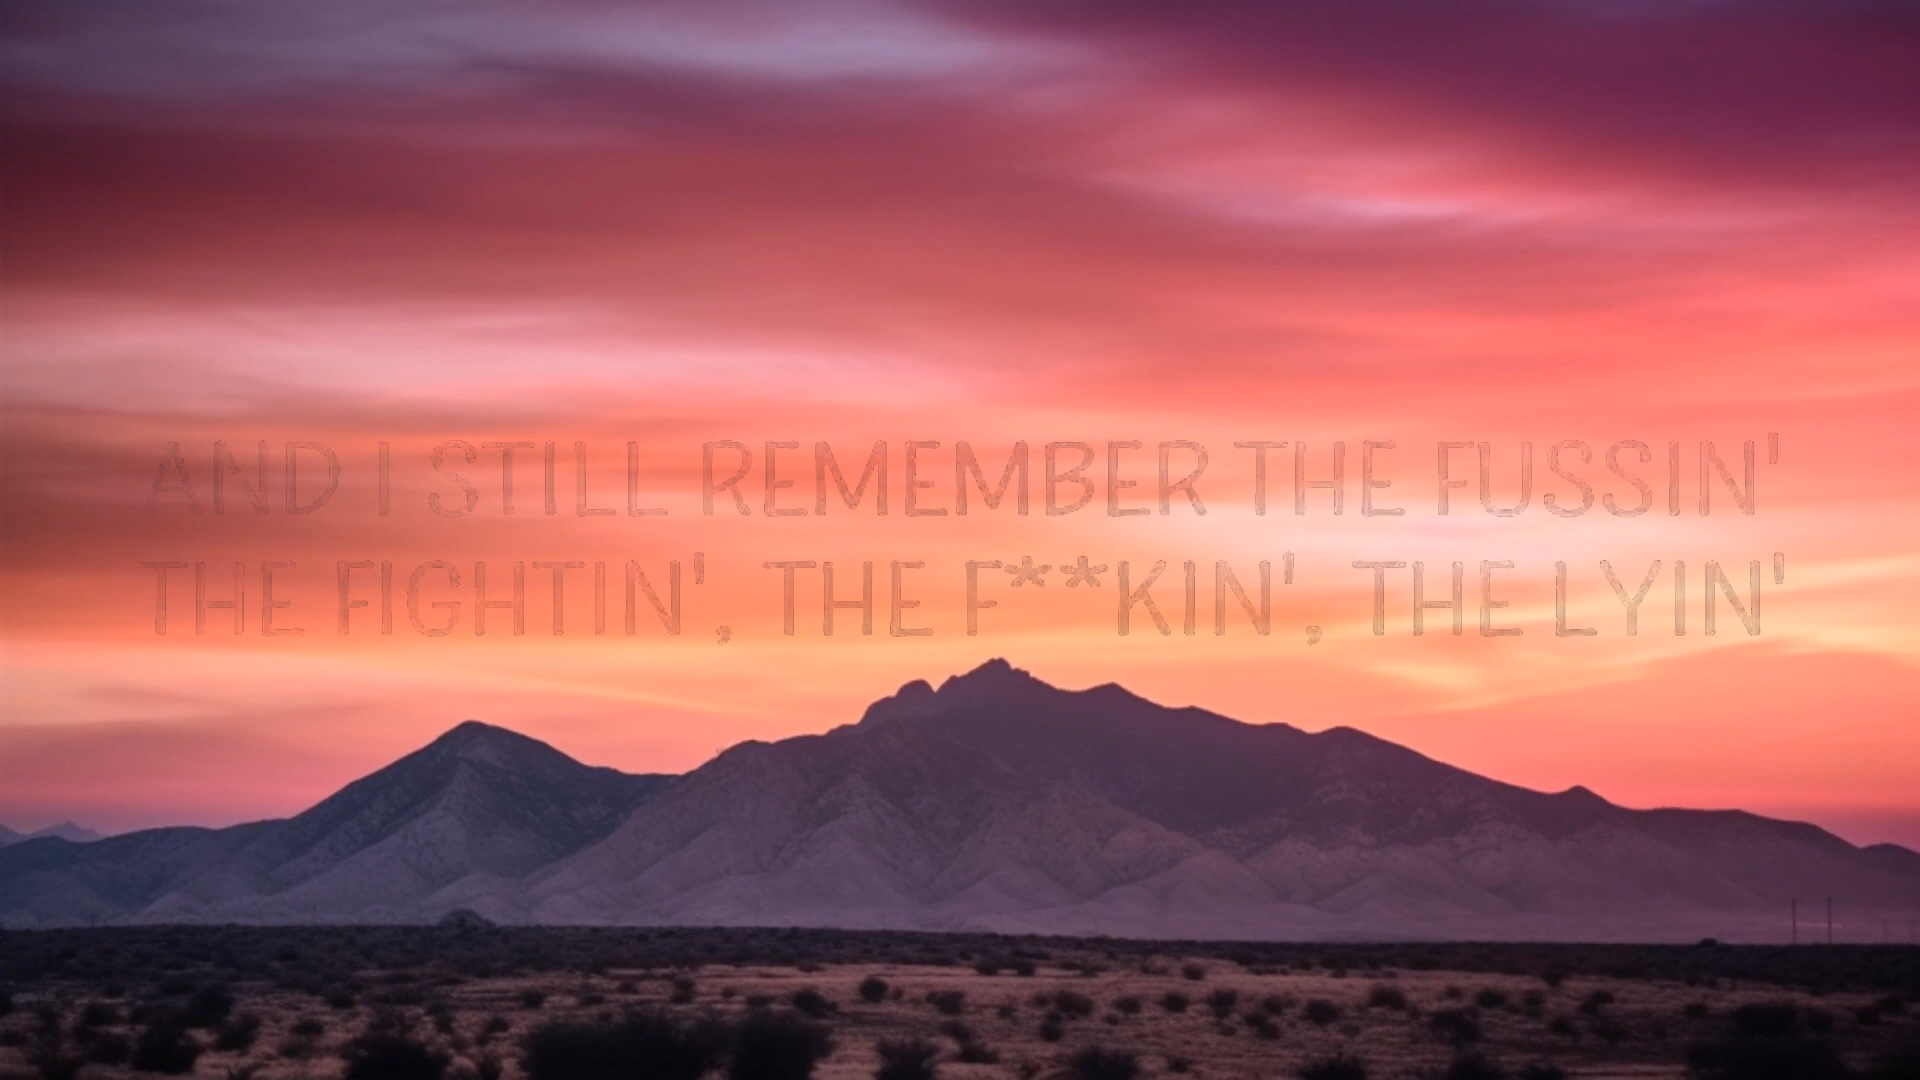 AND I STILL REMEMBER THE FUSSIN'
THE FIGHTIN', THE F**KIN', THE LYIN'